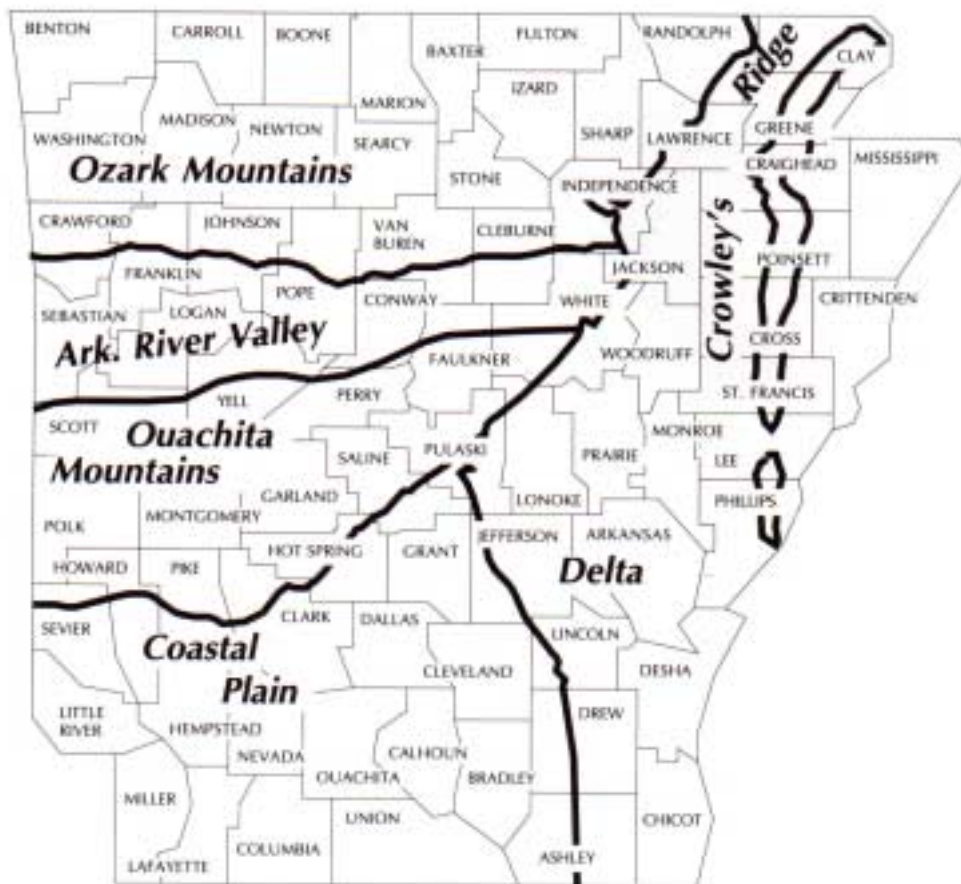 BENTON
CARROLL
BOONE
FULTON
RANDOLPH
BAXTER
Ridge
CLAY
IZARD
MARION
MADISON
NEWTON
WASHINGTON
SEARCY
SHARP
LAWRENCE
GREENE
CRAIGHEAD
MISSISSIPPI
Ozark Mountains
STONE
INDEPENDENCE
CRAWFORD
JOHNSON
VAN
BUREN
CLEBURNE
Crowley's
POINSETT
FRANKLIN
JACKSON
POPE
CONWAY
WHITE
CRITTENDEN
SEBASTIAN
LOGAN
Ark. River Valley
CROSS
FAULKNER
WOODRUFF
YELL
PERRY
ST. FRANCIS
SCOTT
Ouachita
Mountains
SALINE
PULASKI
PRAIRIE
MONROE
LEE
GARLAND
LONOKE
PHILLIPS
MONTGOMERY
POLK
HOT SPRING
GRANT
JEFFERSON
ARKANSAS
HOWARD
PIKE
Delta
CLARK
DALLAS
SEVIER
LINCOLN
Coastal
Plain
CLEVELAND
DESHA
LITTLE
RIVER
HEMPSTEAD
DREW
NEVADA
CALHOUN
OUACHITA
BRADLEY
MILLER
UNION
CHICOT
COLUMBIA
LAFAYETTE
ASHLEY